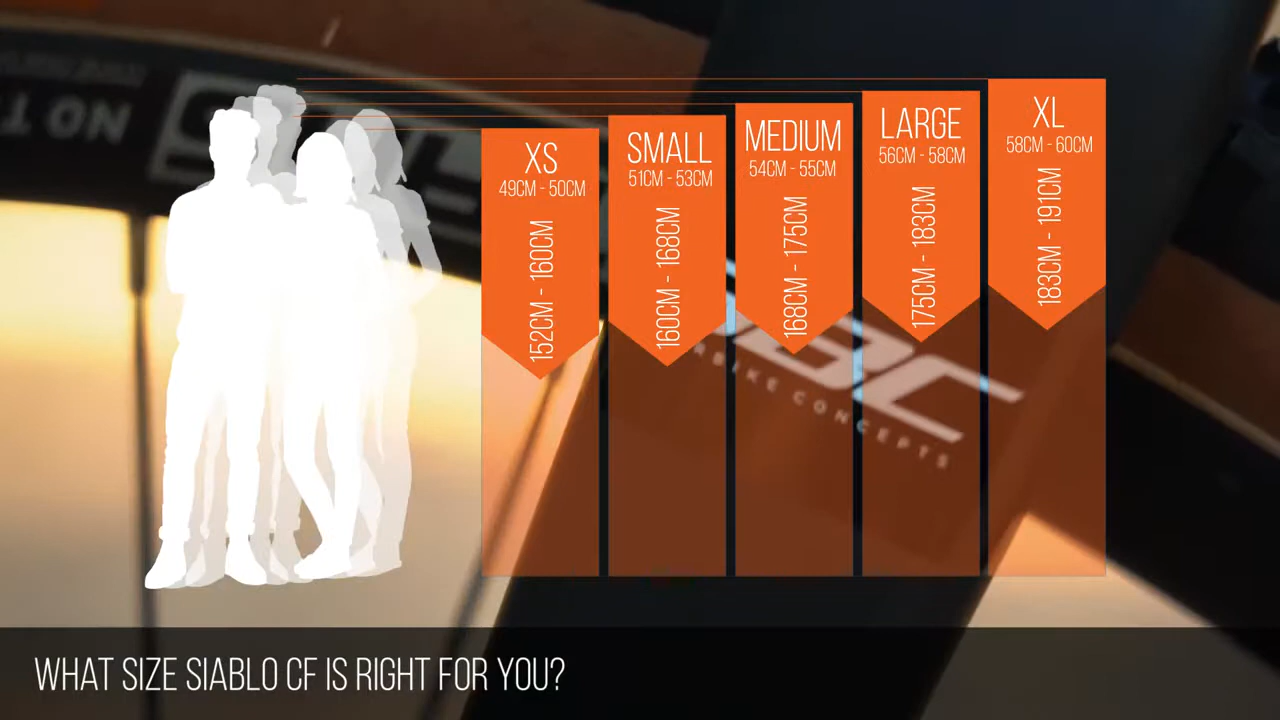 XS
49CM - 50CM
152CM - 160CM
SMALL
51CM - 53CM
160CM - 168CM
MEDIUM
54CM - 55CM
168CM - 175CM
LARGE
56CM - 58CM
175CM - 183CM
XL
58CM - 60CM
183CM - 191CM
CONCEPTS
WHAT SIZE SIABLO CF IS RIGHT FOR YOU?